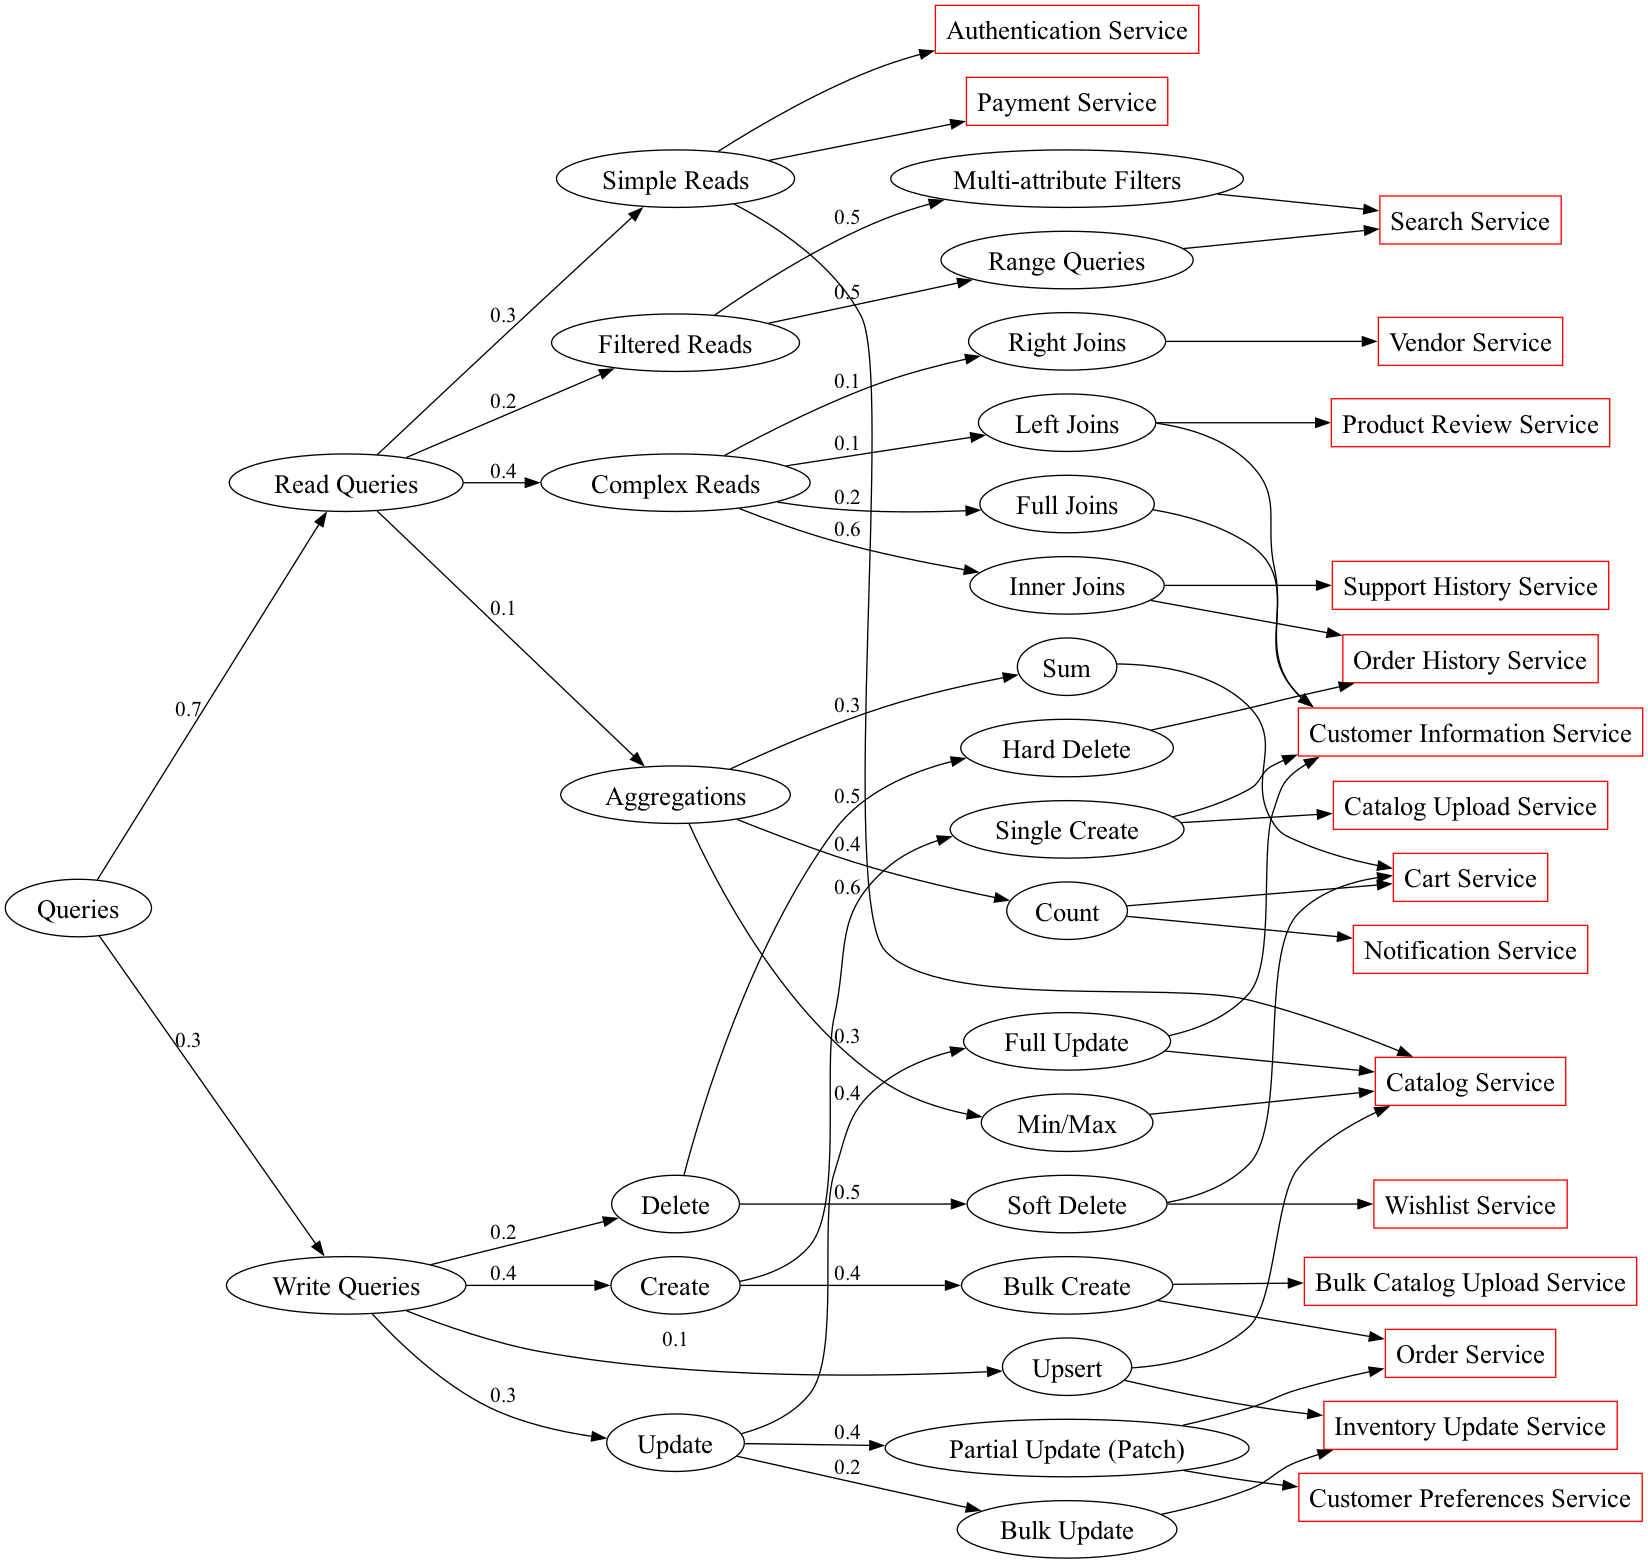 Authentication Service
Payment Service
Simple Reads
Multi-attribute Filters
Search Service
0.5
Range Queries
0.5
0.3
Filtered Reads
Right Joins
Vendor Service
0.1
0.2
Left Joins
Product Review Service
0.1
Read Queries
0.4
Complex Reads
0.2
Full Joins
0.6
Inner Joins
Support History Service
0.1
Sum
Order History Service
0.3
0.7
Hard Delete
Customer Information Service
Aggregations
0.5
Single Create
Catalog Upload Service
0.4
0.6
Cart Service
Queries
Count
Notification Service
0.3
0.3
Full Update
0.4
Catalog Service
Min/Max
0.5
Delete
Soft Delete
Wishlist Service
0.2
0.4
Write Queries
Create
0.4
Bulk Create
Bulk Catalog Upload Service
0.1
Order Service
Upsert
0.3
Inventory Update Service
0.4
Update
Partial Update (Patch)
0.2
Customer Preferences Service
Bulk Update